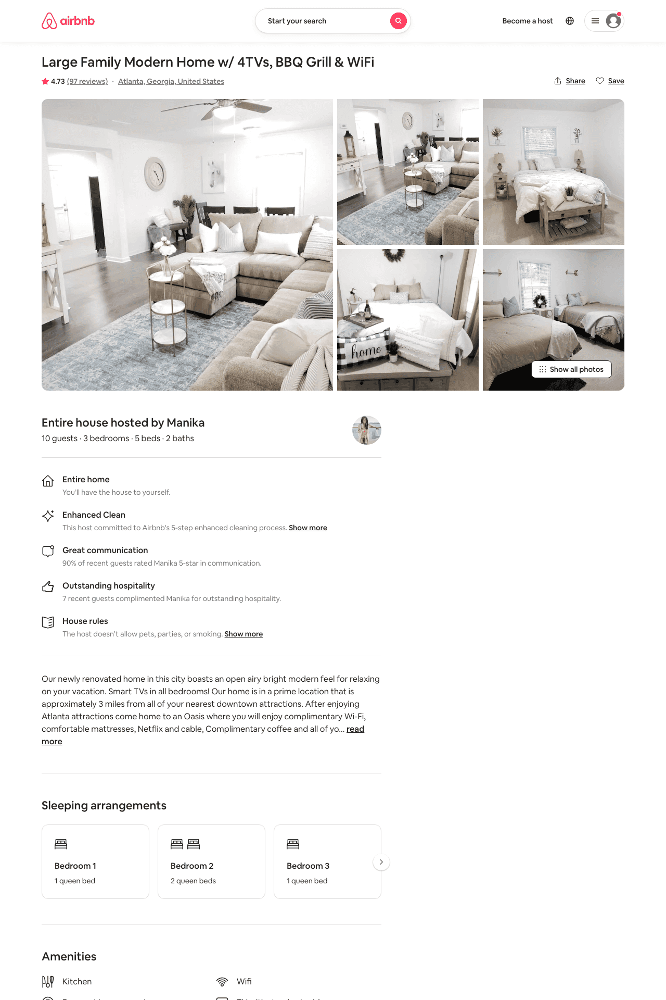 airbnb
Start your search
Become a host
Large Family Modern Home w/ 4TVs, BBQ Grill & WiFi
4.73 (97 reviews) · Atlanta, Georgia, United States
Share
Save
home
Show all photos
Entire house hosted by Manika
10 guests · 3 bedrooms · 5 beds · 2 baths
Entire home
You'll have the house to yourself.
Enhanced Clean
This host committed to Airbnb's 5-step enhanced cleaning process. Show more
Great communication
90% of recent guests rated Manika 5-star in communication.
Outstanding hospitality
7 recent guests complimented Manika for outstanding hospitality.
House rules
The host doesn't allow pets, parties, or smoking. Show more
Our newly renovated home in this city boasts an open airy bright modern feel for relaxing
on your vacation. Smart TVs in all bedrooms! Our home is in a prime location that is
approximately 3 miles from all of your nearest downtown attractions. After enjoying
Atlanta attractions come home to an Oasis where you will enjoy complimentary Wi-Fi,
comfortable mattresses, Netflix and cable, Complimentary coffee and all of yo... read
more
Sleeping arrangements
Bedroom 1
1 queen bed
Bedroom 2
2 queen beds
Bedroom 3
1 queen bed
Amenities
Kitchen
Wifi